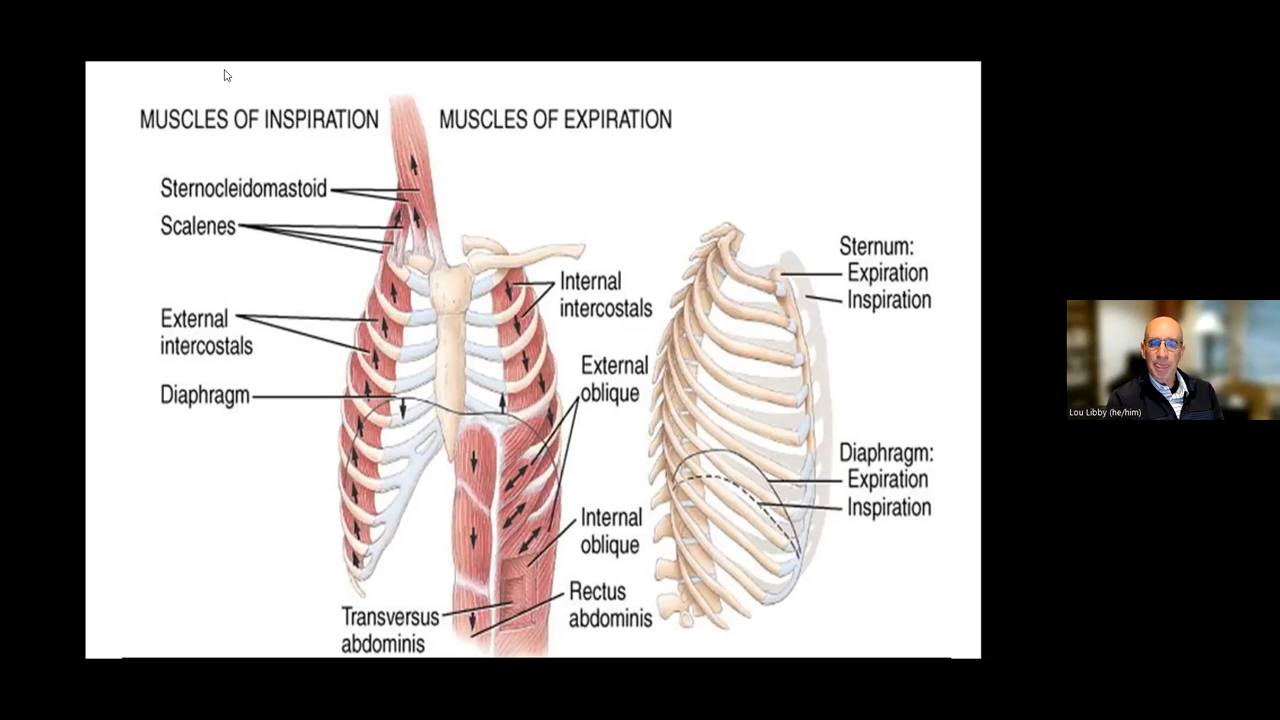 MUSCLES OF INSPIRATION
MUSCLES OF EXPIRATION
Sternocleidomastoid
Scalenes
External
intercostals
Diaphragm
Internal
intercostals
External
oblique
Internal
oblique
Rectus
abdominis
Transversus
abdominis
Sternum:
Expiration
Inspiration
Diaphragm:
Expiration
Inspiration
Lou Libby (he/him)